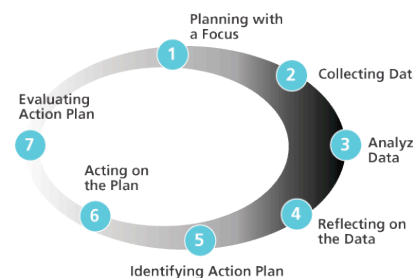 Planning with
a Focus
1
2
Collecting Dat
3
Analyz
Data
4
Reflecting on
the Data
5
Identifying Action Plan
6
Acting on
the Plan
7
Evaluating
Action Plan